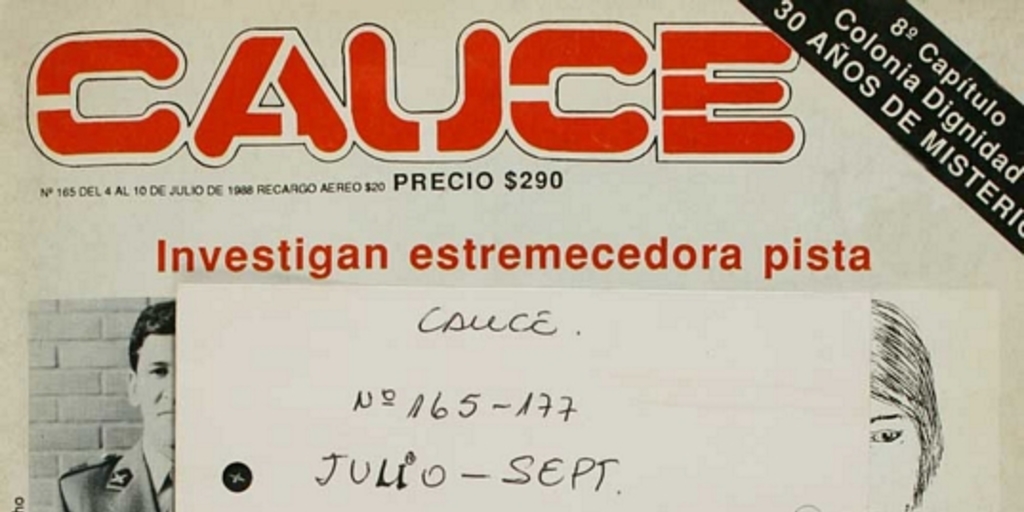 CAUCE
8º Capítulo
Colonia Dignidad
30 AÑOS DE MISTERIO
Nº 165 DEL 4 AL 10 DE JULIO DE 1988 RECARGO AEREO $20 PRECIO $290
Investigan estremecedora pista
CAUCE.
Nº 165-177
JULIO - SEPT.